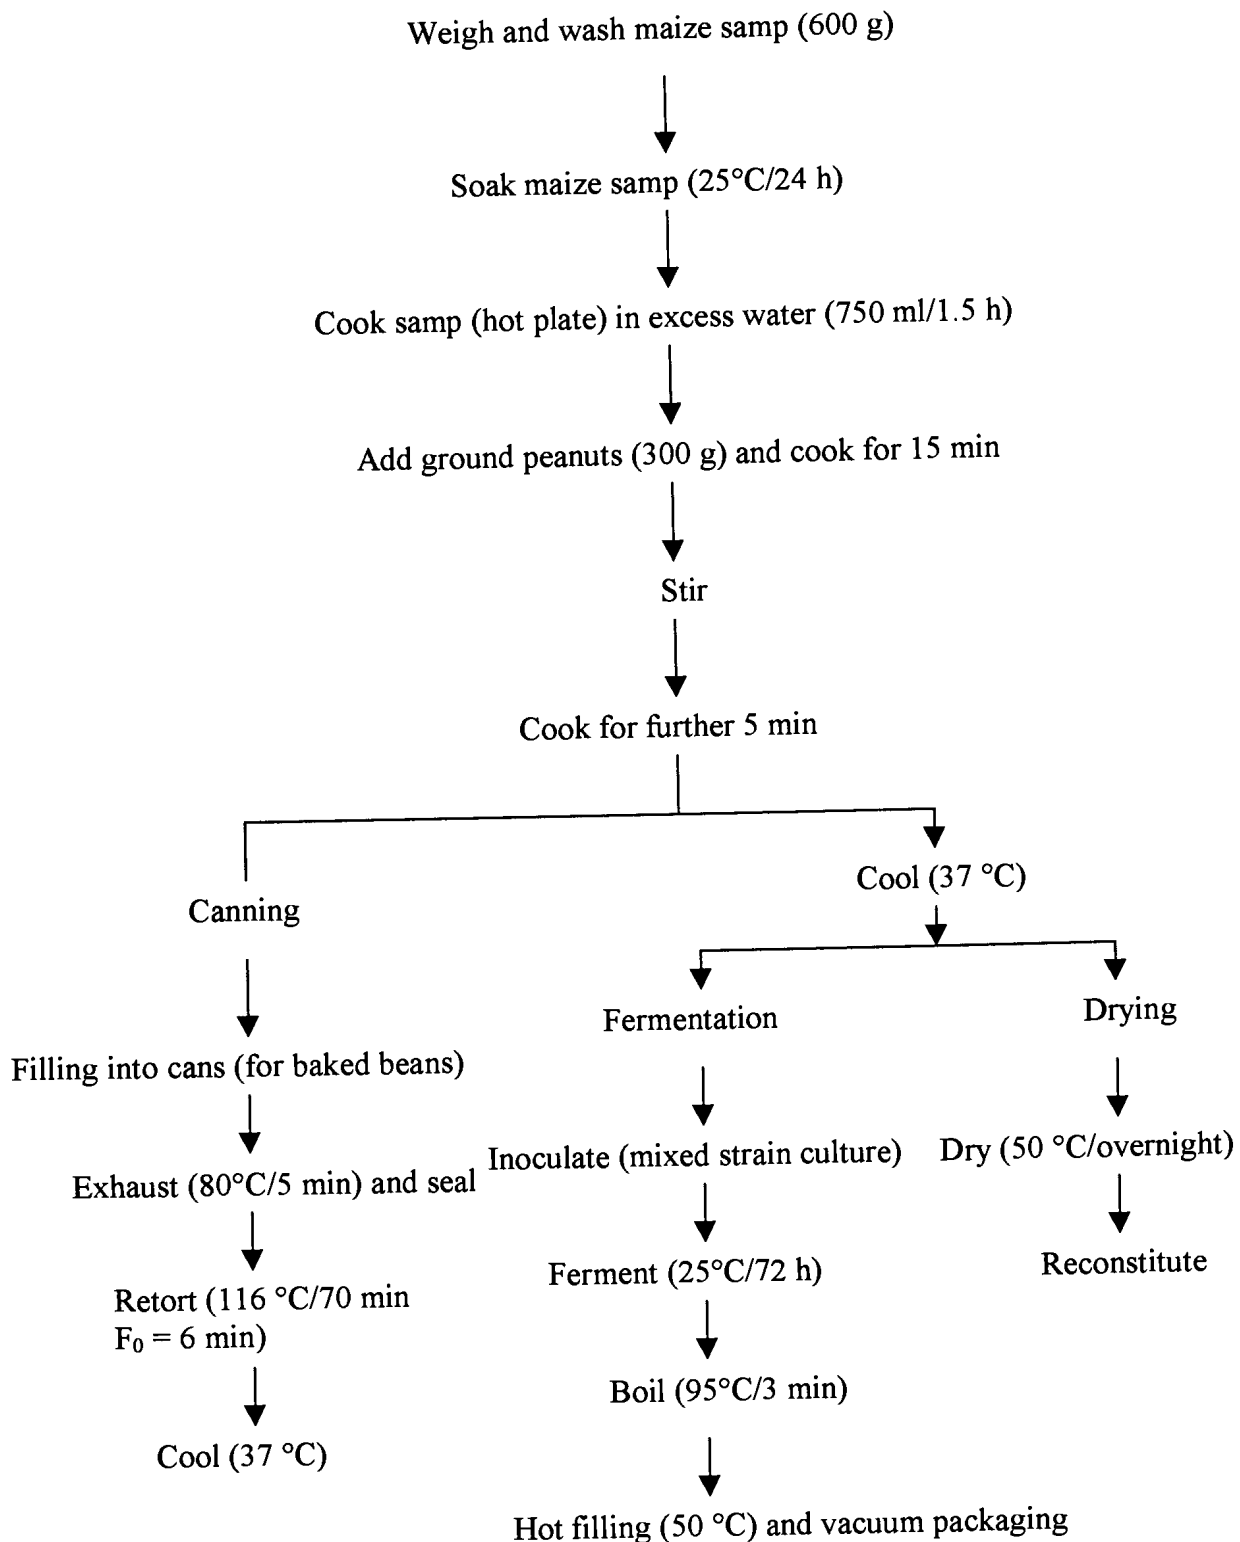 Weigh and wash maize samp (600 g)
Soak maize samp (25°C/24 h)
Cook samp (hot plate) in excess water (750 ml/1.5 h)
Add ground peanuts (300 g) and cook for 15 min
Stir
Cook for further 5 min
Canning
Filling into cans (for baked beans)
Exhaust (80°C/5 min) and seal
Retort (116 °C/70 min
F₀ = 6 min)
Cool (37 °C)
Cool (37 °C)
Fermentation
Inoculate (mixed strain culture)
Ferment (25°C/72 h)
Boil (95°C/3 min)
Hot filling (50 °C) and vacuum packaging
Drying
Dry (50 °C/overnight)
Reconstitute